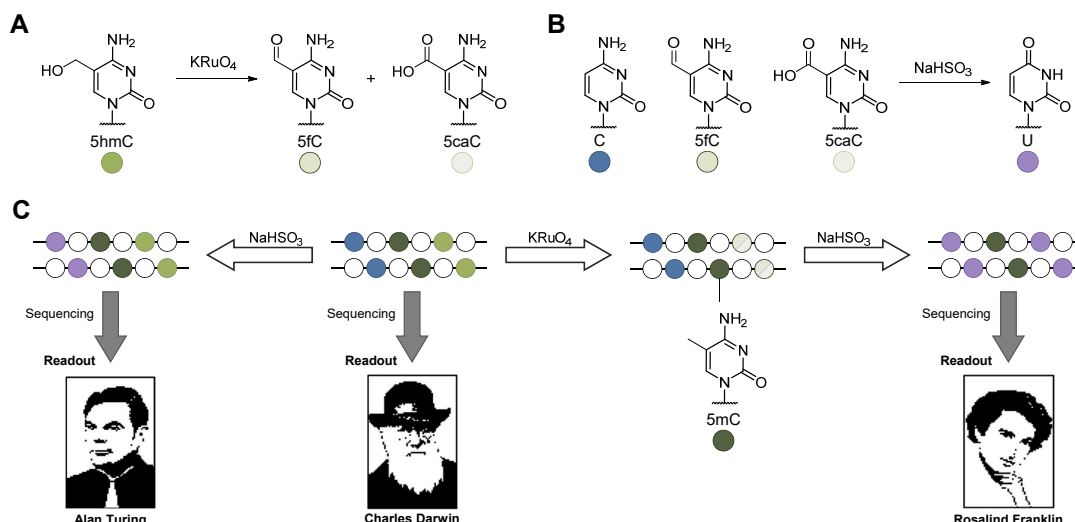 A
NH₂
HO
N
N
O
5hmC
KRuO₄
O
NH₂
N
N
O
5fC
+
O
NH₂
HO
N
N
O
5caC
B
NH₂
N
N
O
C
O
NH₂
N
N
O
5fC
O
NH₂
HO
N
N
O
5caC
NaHSO₃
O
NH
N
O
U
C
NaHSO₃
KRuO₄
NaHSO₃
Sequencing
Sequencing
Sequencing
Readout
Readout
Readout
NH₂
N
N
O
5mC
Alan Turing
Charles Darwin
Rosalind Franklin